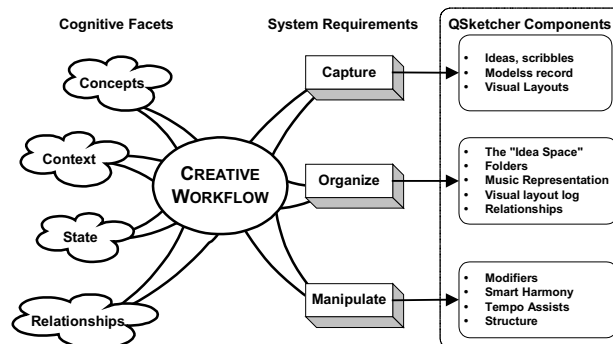 Cognitive Facets
System Requirements
QSketcher Components
Concepts
Context
State
Relationships
CREATIVE
WORKFLOW
Capture
Organize
Manipulate
• Ideas, scribbles
• Modelss record
• Visual Layouts
• The "Idea Space"
• Folders
• Music Representation
• Visual layout log
• Relationships
• Modifiers
• Smart Harmony
• Tempo Assists
• Structure